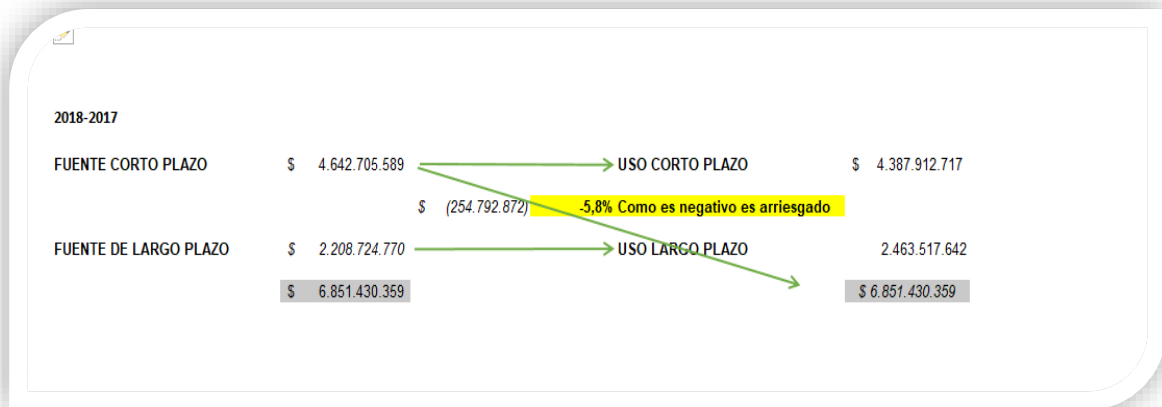 2018-2017
FUENTE CORTO PLAZO $ 4.642.705.589 USO CORTO PLAZO $ 4.387.912.717
$ (254.792.872) -5,8% Como es negativo es arriesgado
FUENTE DE LARGO PLAZO $ 2.208.724.770 USO LARGO PLAZO 2.463.517.642
$ 6.851.430.359 $ 6.851.430.359